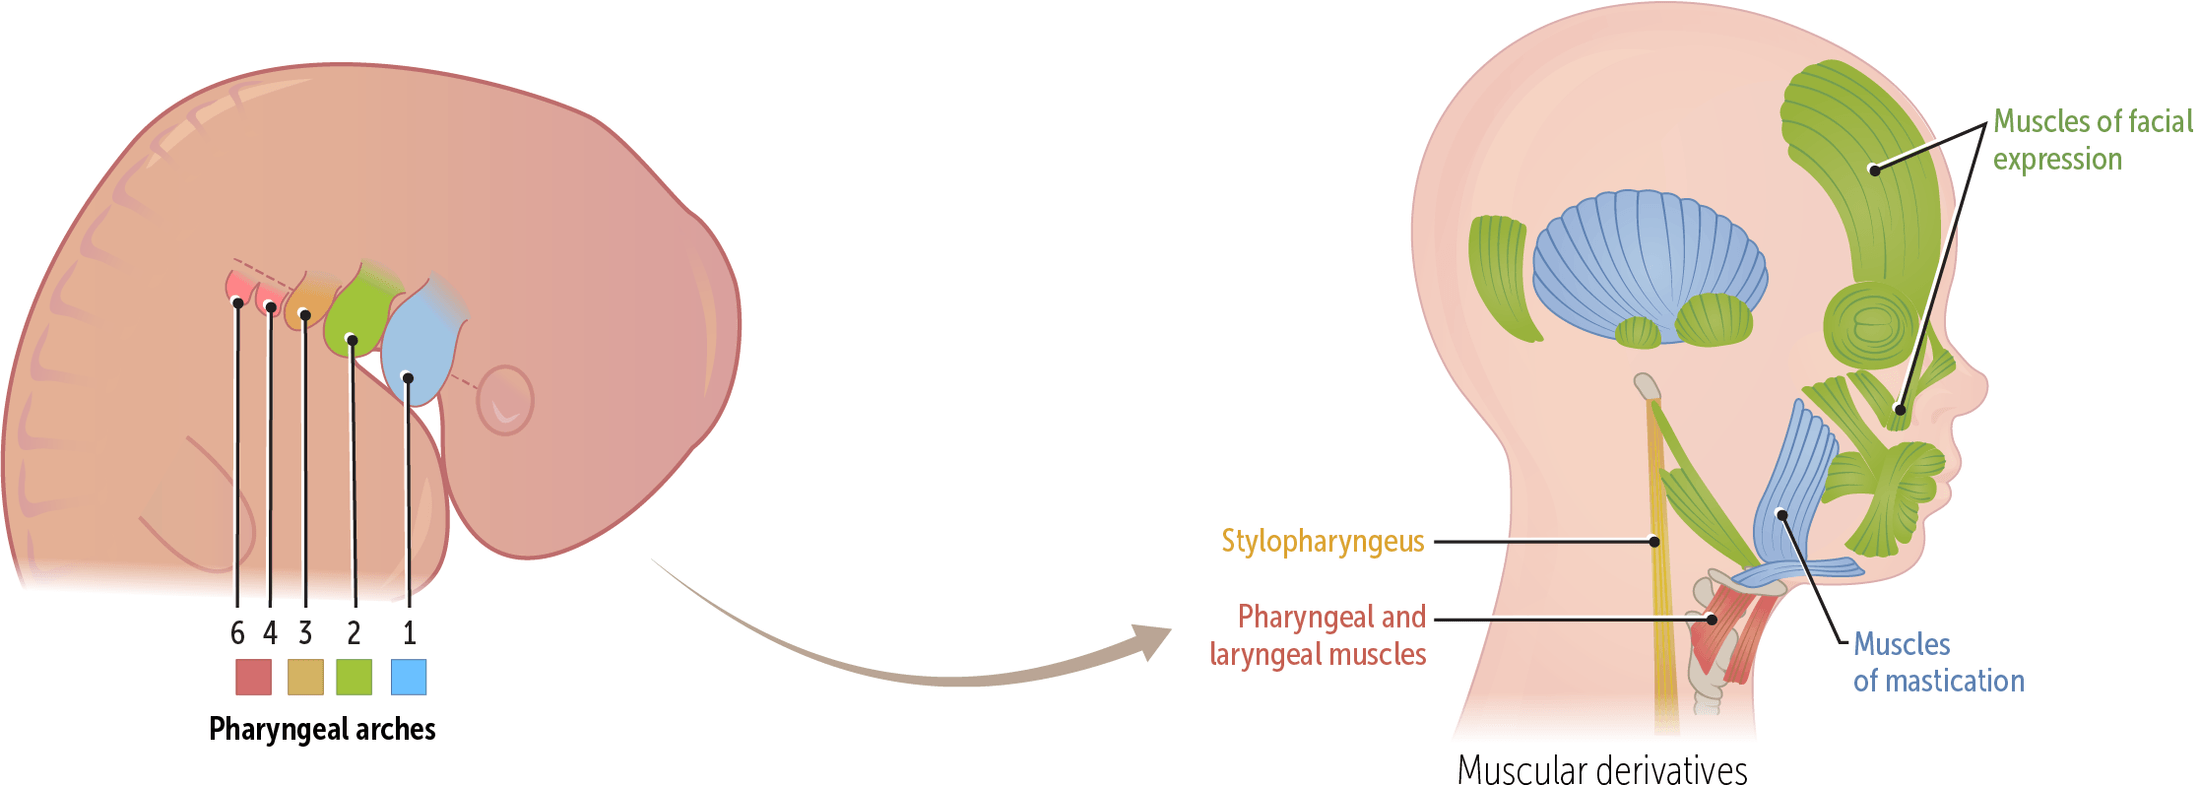 6 4 3 2 1
Pharyngeal arches
Muscles of facial
expression
Stylopharyngeus
Pharyngeal and
laryngeal muscles
Muscles
of mastication
Muscular derivatives